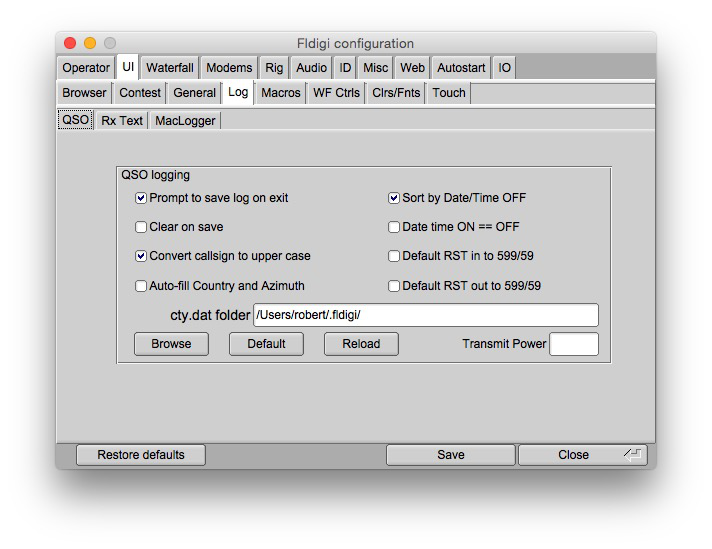 Fldigi configuration
Operator UI Waterfall Modems Rig Audio ID Misc Web Autostart IO
Browser Contest General Log Macros WF Ctrls Clrs/Fnts Touch
QSO Rx Text MacLogger
QSO logging
Prompt to save log on exit Sort by Date/Time OFF
Clear on save Date time ON == OFF
Convert callsign to upper case Default RST in to 599/59
Auto-fill Country and Azimuth Default RST out to 599/59
cty.dat folder /Users/robert/.fldigi/
Browse Default Reload Transmit Power
Restore defaults Save Close